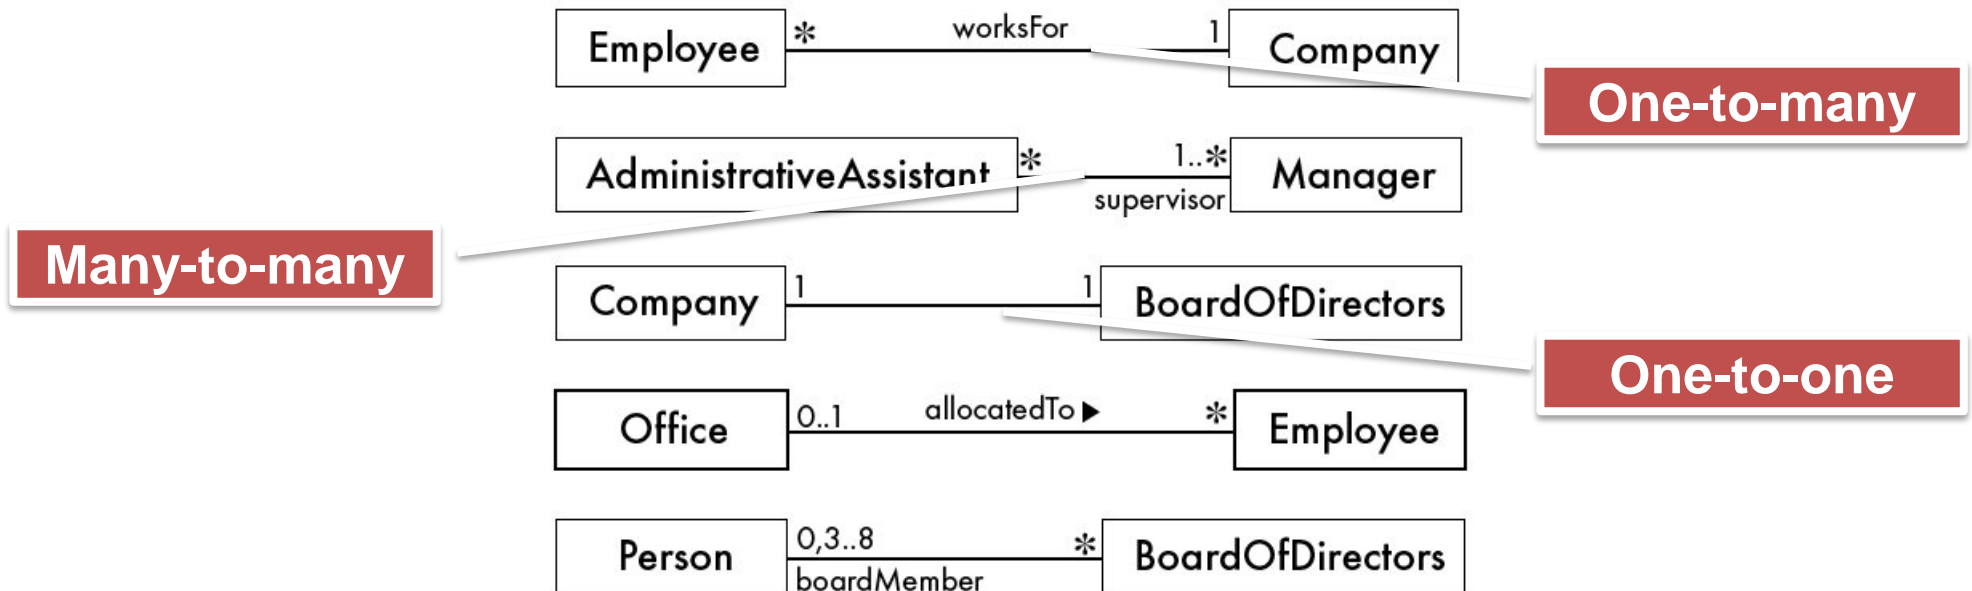 Employee * worksFor 1 Company
One-to-many
AdministrativeAssistant * 1..* Manager
supervisor
Many-to-many
Company 1 1 BoardOfDirectors
One-to-one
Office 0..1 allocatedTo ▶ * Employee
Person 0,3..8 * BoardOfDirectors
boardMember